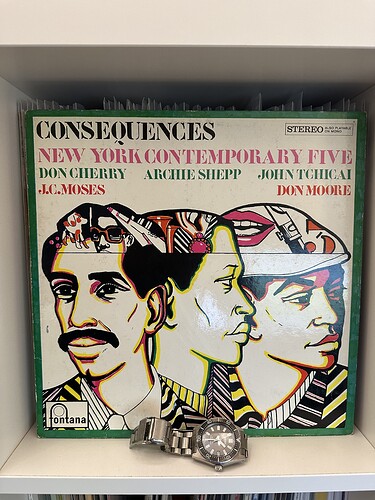 CONSEQUENCES
STEREO ALSO PLAYABLE ON MONO
NEW YORK CONTEMPORARY FIVE
DON CHERRY ARCHIE SHEPP JOHN TCHICAI
J.C.MOSES DON MOORE
fontana